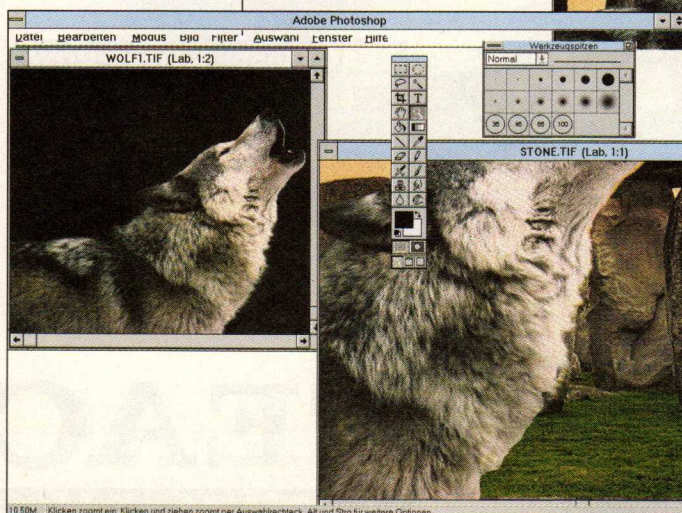 Adobe Photoshop
Datei Bearbeiten Modus Bild Filter Auswahl Fenster Hilfe
WOLF1.TIF (Lab, 1:2)
Werkzeugspitzen
Normal
35 45 65 100
STONE.TIF (Lab, 1:1)
10,50M Klicken zoomt ein; Klicken und ziehen zoomt per Auswahlrechteck. Alt und Strg für weitere Optionen.